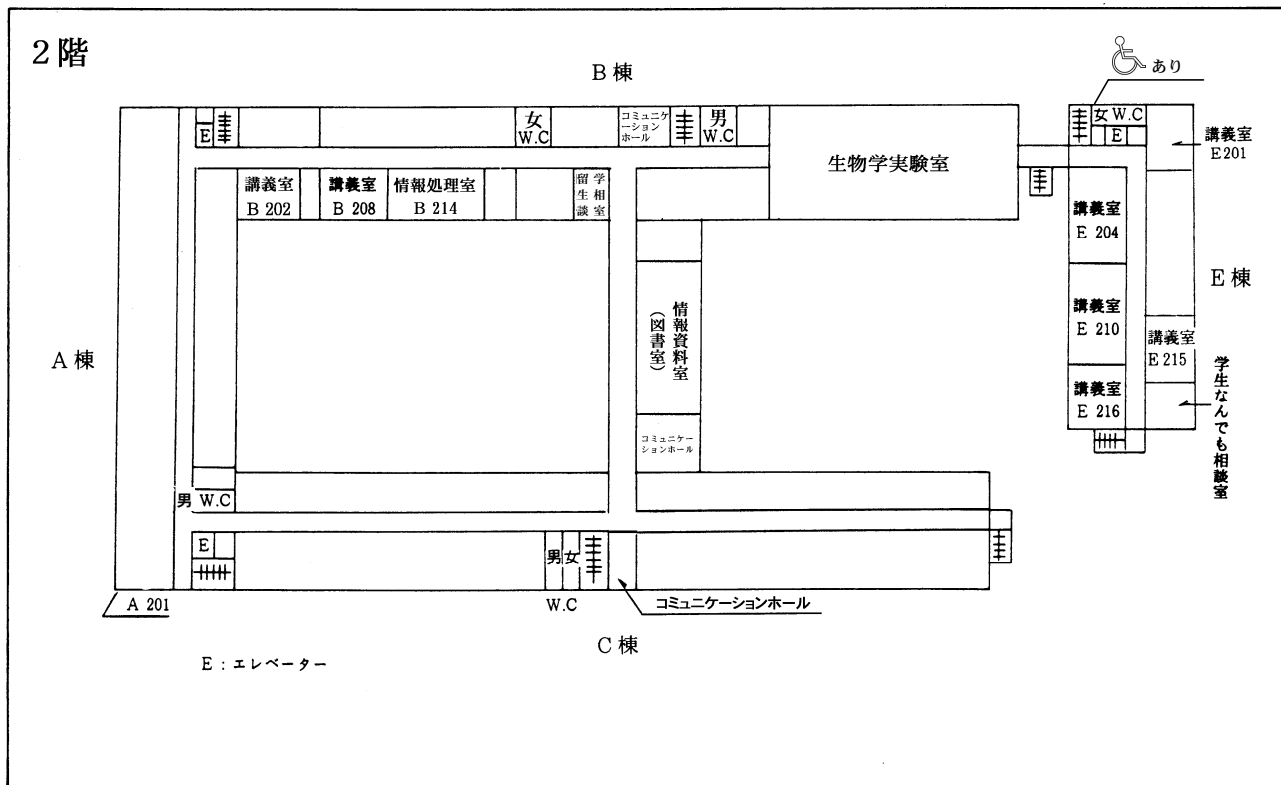 2階
B棟
あり
E
女
W.C
コミュニケ
ーション
ホール
男
W.C
生物学実験室
女 W.C
E
講義室
E 201
講義室
B 202
講義室
B 208
情報処理室
B 214
留学
生相
談室
講義室
E 204
E棟
情報資料室
(図書室)
講義室
E 210
講義室
E 215
A棟
講義室
E 216
学生なんでも相談室
コミュニケー
ションホール
男 W.C
E
男 女
W.C
A 201
コミュニケーションホール
C棟
E：エレベーター